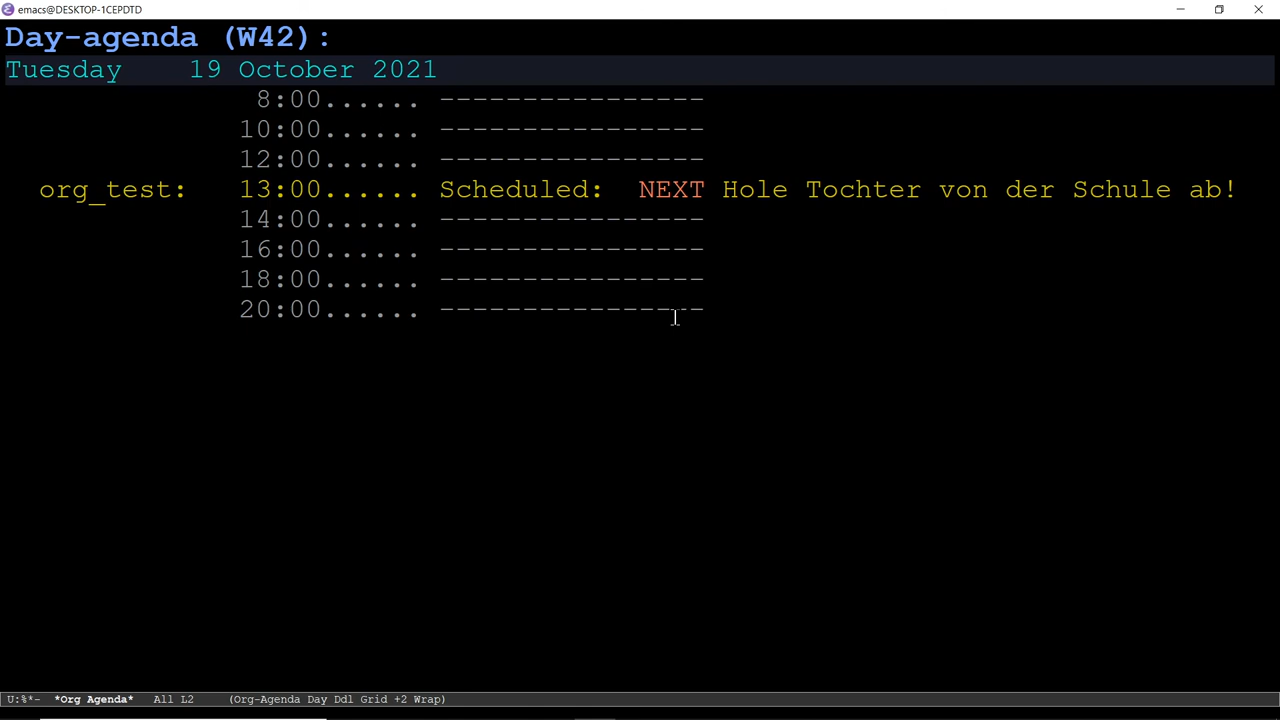 emacs@DESKTOP-1CEPDTD
Day-agenda (W42):
Tuesday    19 October 2021
8:00...... ----------------
10:00...... ----------------
12:00...... ----------------
org_test:   13:00...... Scheduled:  NEXT Hole Tochter von der Schule ab!
14:00...... ----------------
16:00...... ----------------
18:00...... ----------------
20:00...... ----------------
U:%*-  *Org Agenda*   All L2    (Org-Agenda Day Ddl Grid +2 Wrap)